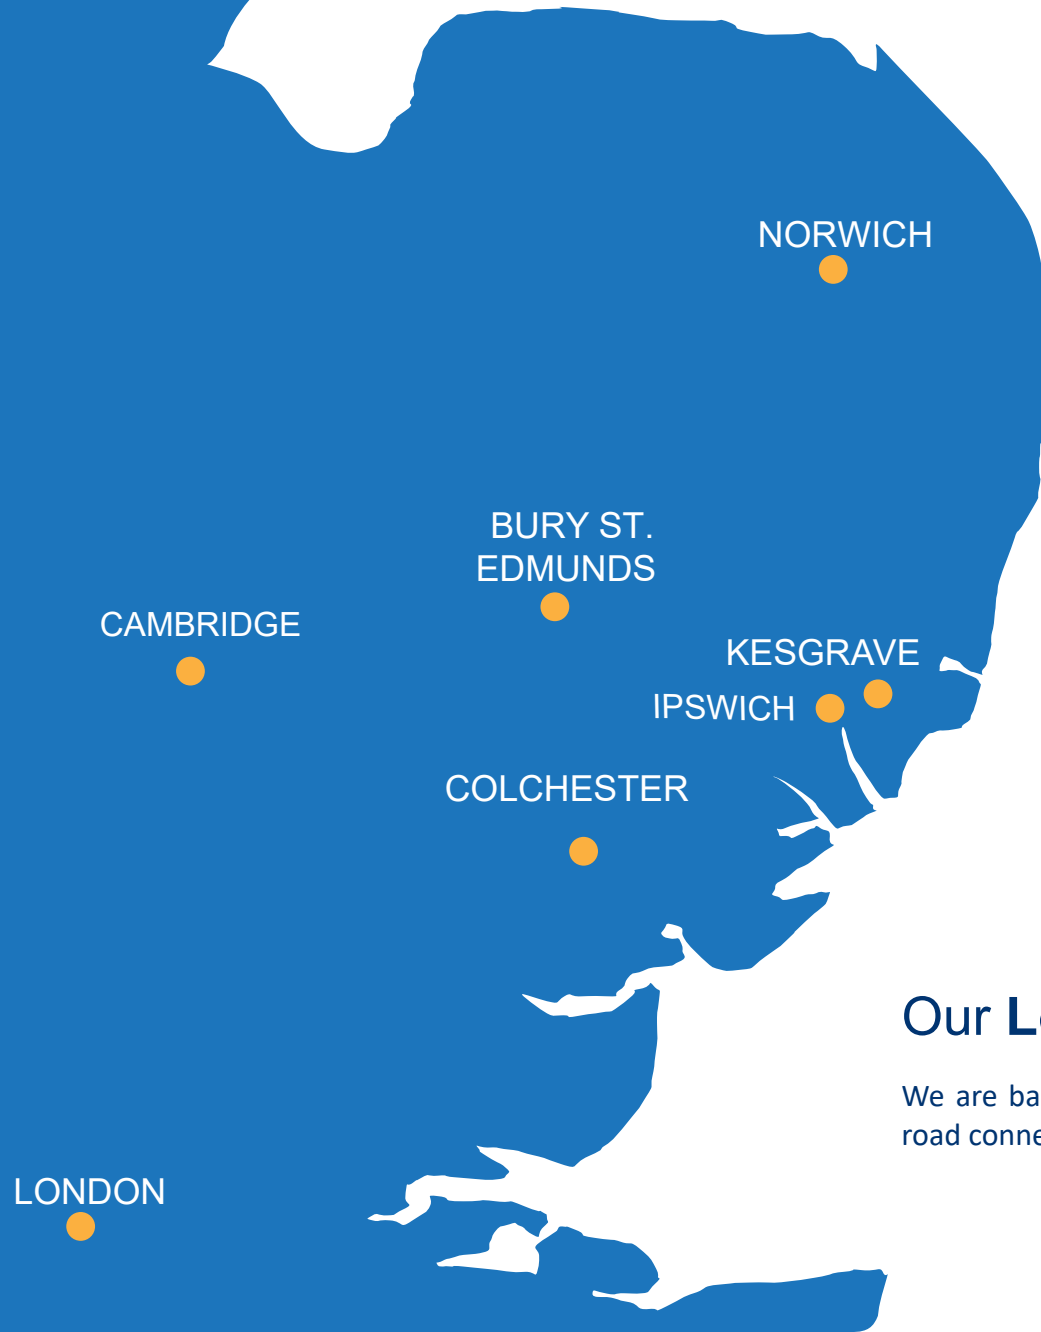 NORWICH
BURY ST.
EDMUNDS
CAMBRIDGE
KESGRAVE
IPSWICH
COLCHESTER
Our
We are
road
LONDON